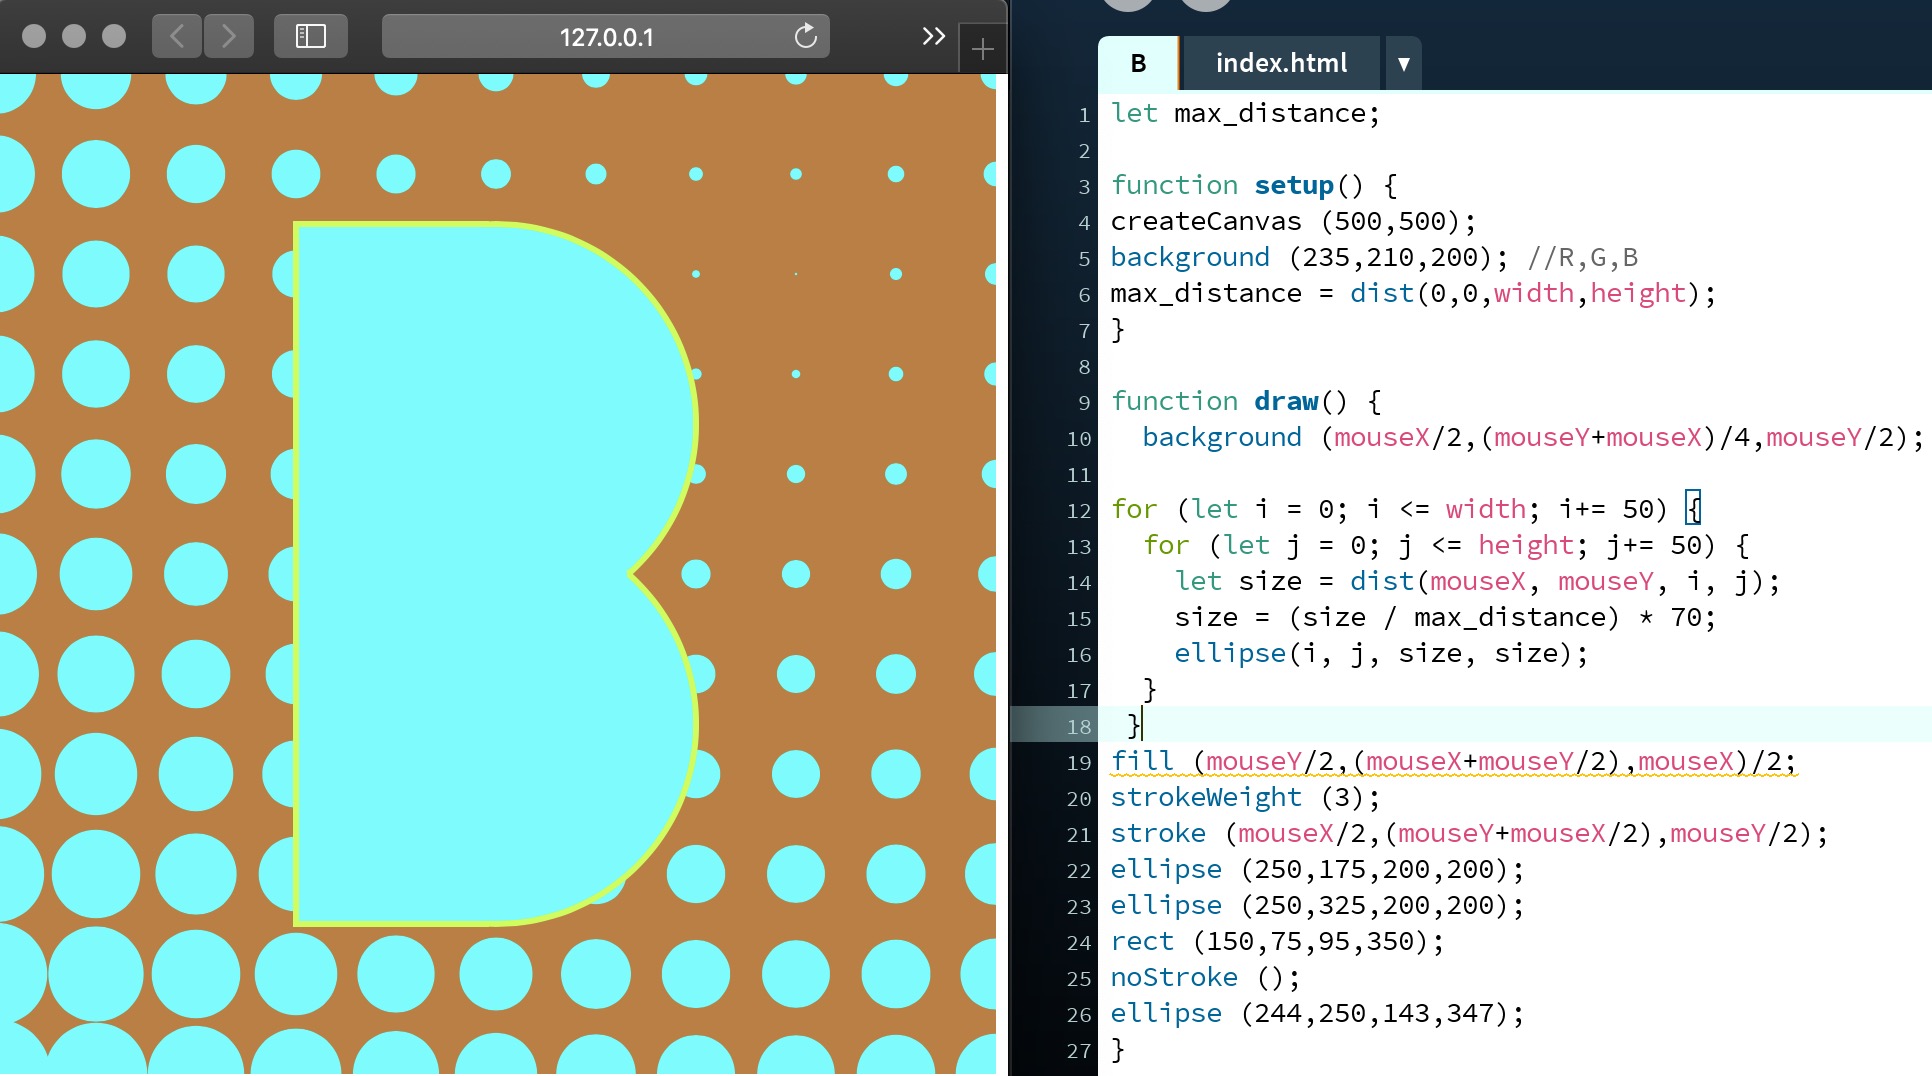 127.0.0.1
B index.html
1 let max_distance;
2
3 function setup() {
4 createCanvas (500,500);
5 background (235,210,200); //R,G,B
6 max_distance = dist(0,0,width,height);
7 }
8
9 function draw() {
10 background (mouseX/2,(mouseY+mouseX)/4,mouseY/2);
11
12 for (let i = 0; i <= width; i+= 50) {
13 for (let j = 0; j <= height; j+= 50) {
14 let size = dist(mouseX, mouseY, i, j);
15 size = (size / max_distance) * 70;
16 ellipse(i, j, size, size);
17 }
18 }
19 fill (mouseY/2,(mouseX+mouseY/2),mouseX)/2;
20 strokeWeight (3);
21 stroke (mouseX/2,(mouseY+mouseX/2),mouseY/2);
22 ellipse (250,175,200,200);
23 ellipse (250,325,200,200);
24 rect (150,75,95,350);
25 noStroke ();
26 ellipse (244,250,143,347);
27 }